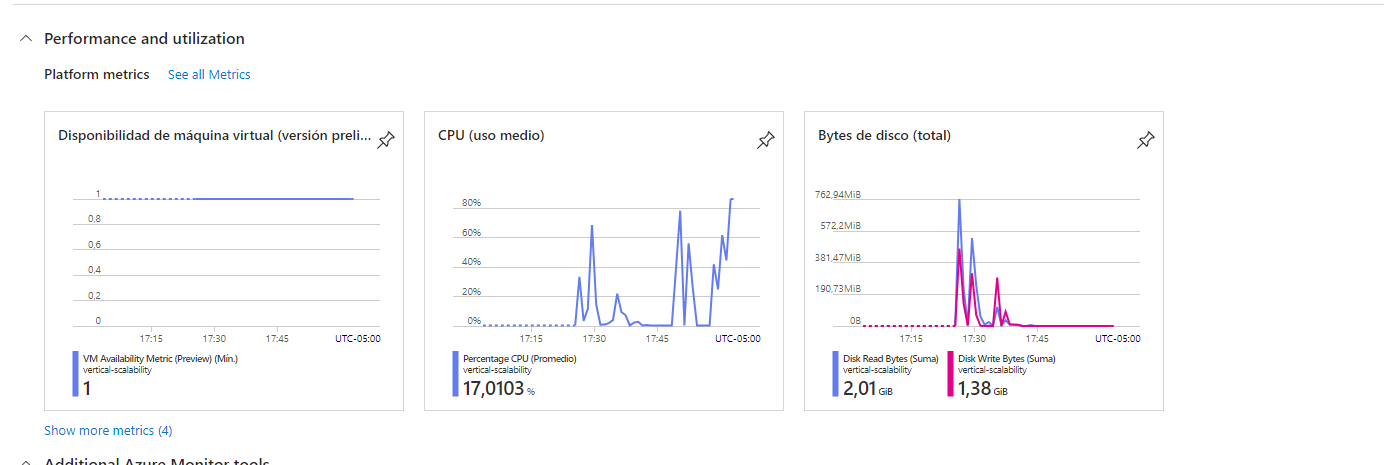 Performance and utilization
Platform metrics See all Metrics
Disponibilidad de máquina virtual (versión preli...
1
0,8
0,6
0,4
0,2
0
17:15 17:30 17:45 UTC-05:00
VM Availability Metric (Preview) (Mín.)
vertical-scalability
1
CPU (uso medio)
80%
60%
40%
20%
0%
17:15 17:30 17:45 UTC-05:00
Percentage CPU (Promedio)
vertical-scalability
17,0103 %
Bytes de disco (total)
762,94MiB
572,2MiB
381,47MiB
190,73MiB
0B
17:15 17:30 17:45 UTC-05:00
Disk Read Bytes (Suma)
vertical-scalability
2,01 GiB
Disk Write Bytes (Suma)
vertical-scalability
1,38 GiB
Show more metrics (4)
Additional Azure Monitor tools